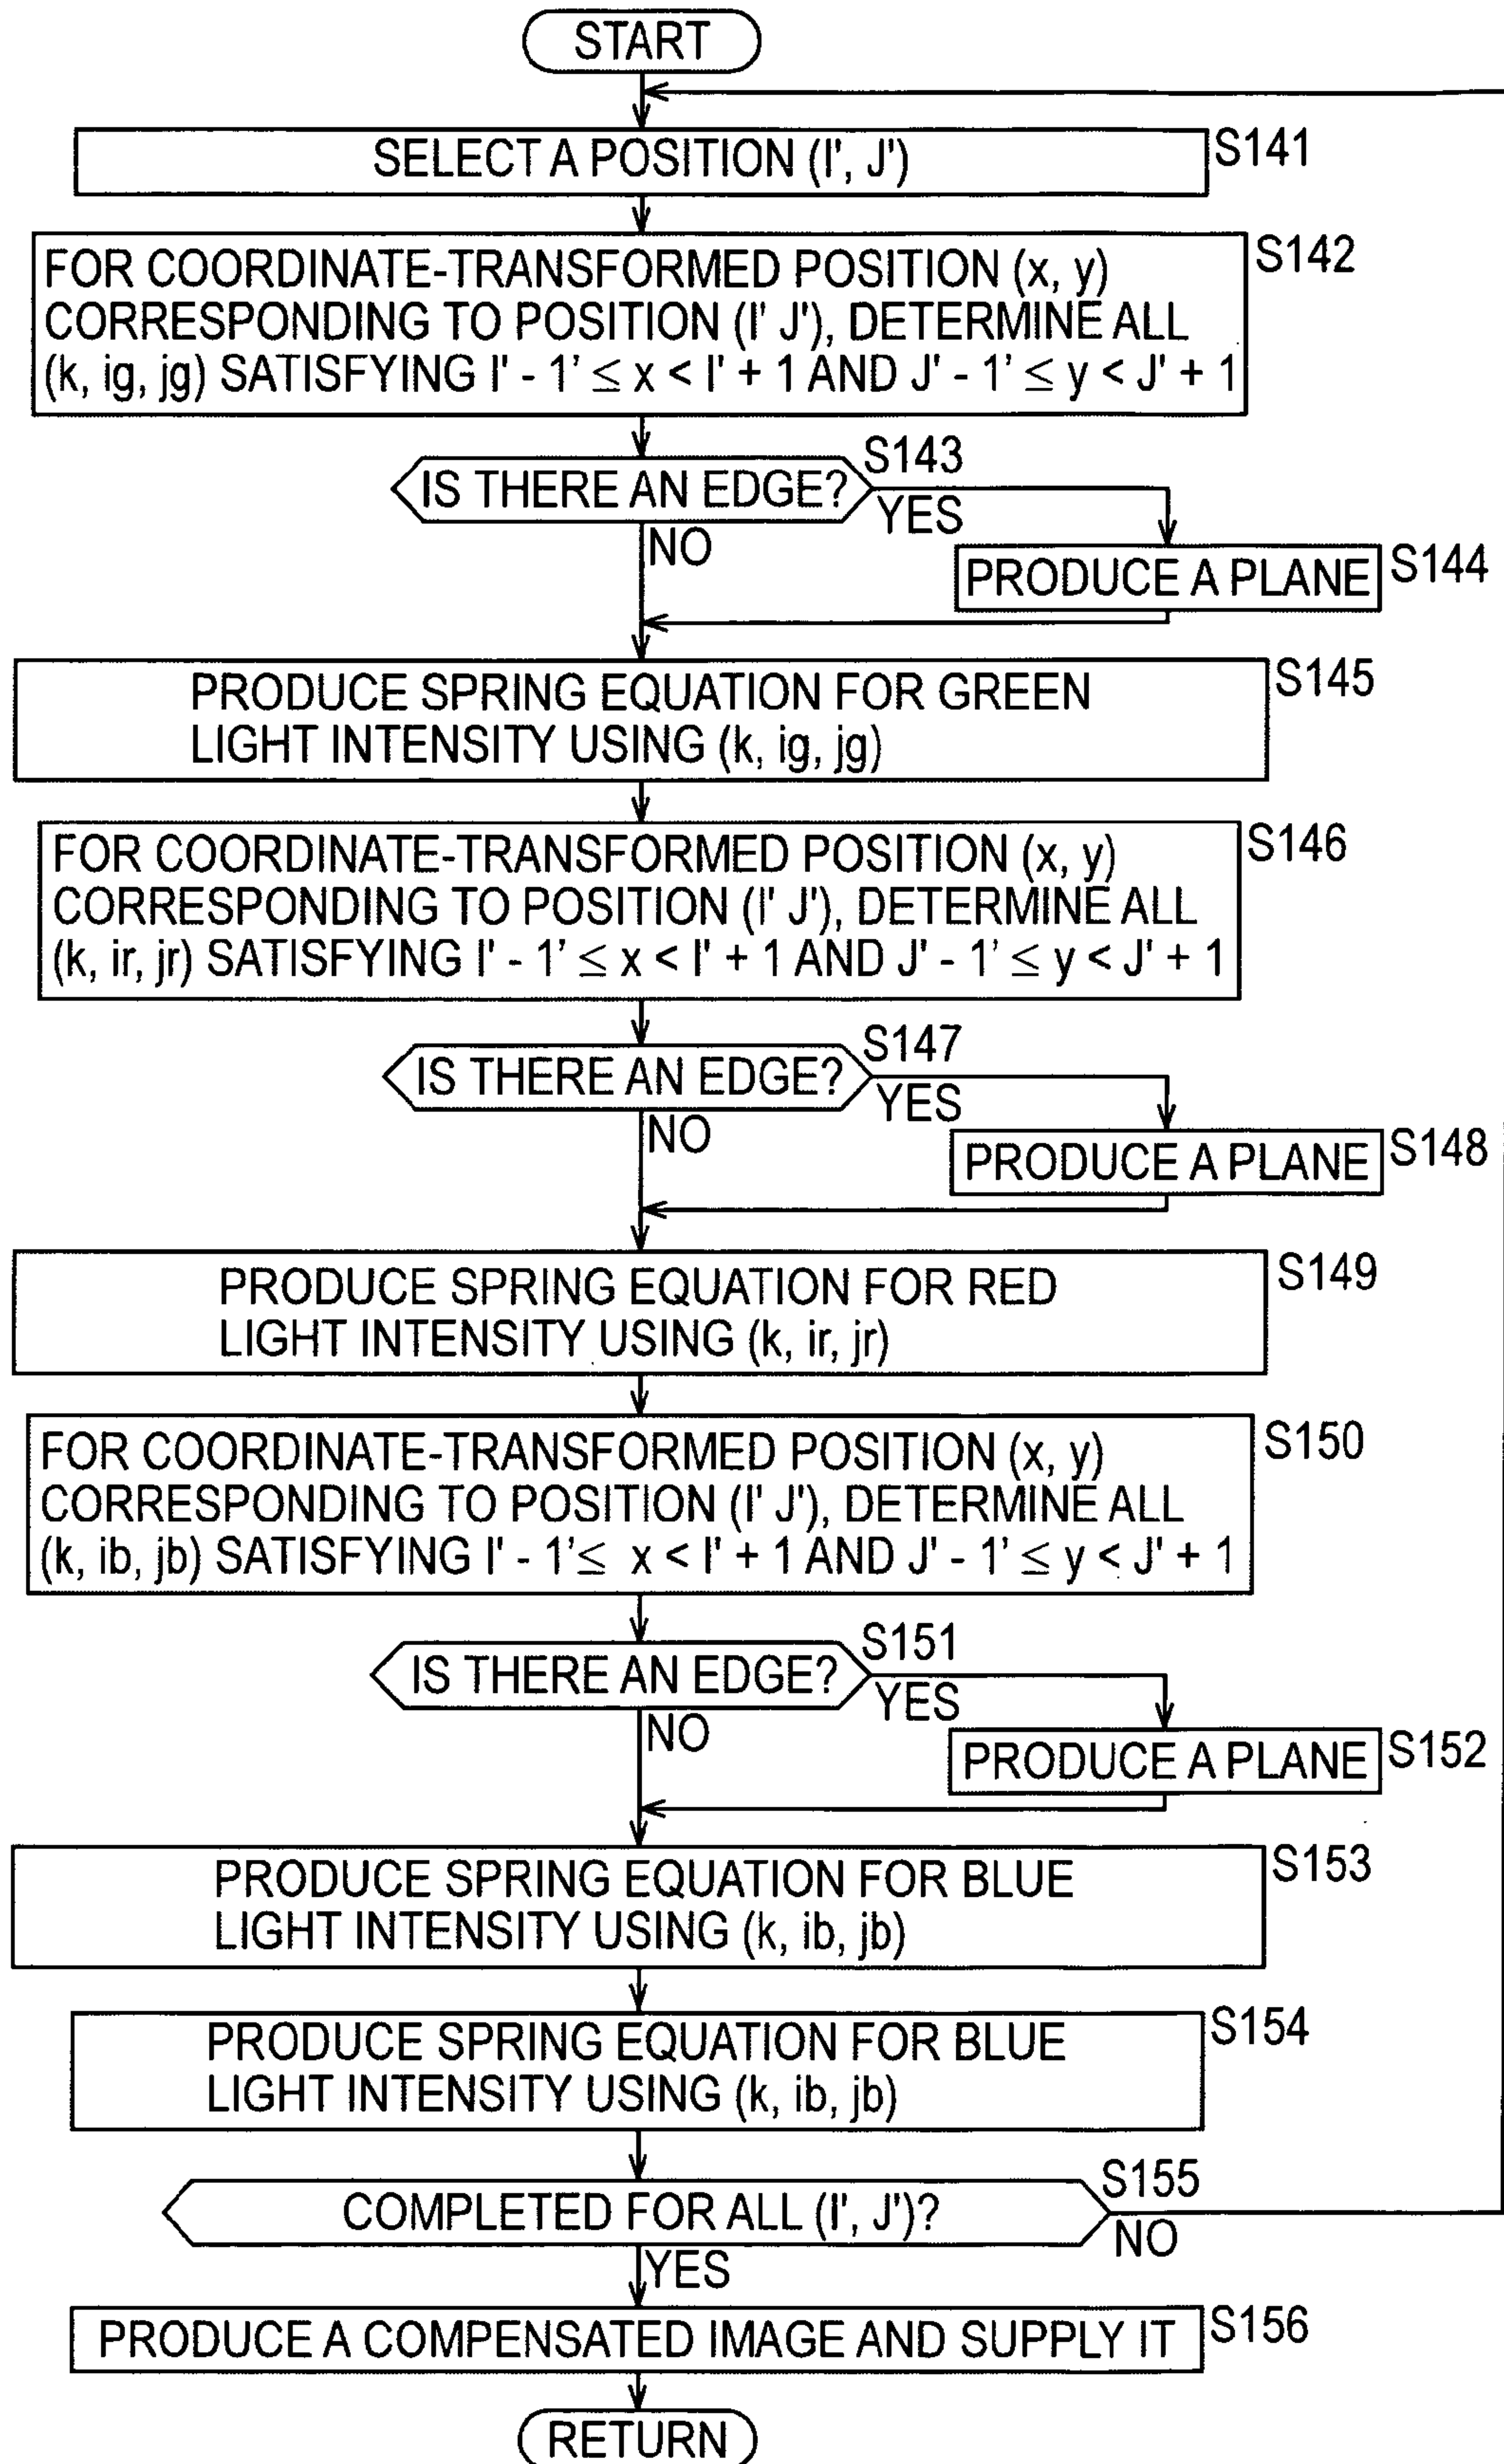 START
SELECT A POSITION (I', J')
S141
FOR COORDINATE-TRANSFORMED POSITION (x, y)
CORRESPONDING TO POSITION (I' J'), DETERMINE ALL
(k, ig, jg) SATISFYING I' - 1' ≤ x < I' + 1 AND J' - 1' ≤ y < J' + 1
S142
IS THERE AN EDGE?
S143
YES
NO
PRODUCE A PLANE
S144
PRODUCE SPRING EQUATION FOR GREEN
LIGHT INTENSITY USING (k, ig, jg)
S145
FOR COORDINATE-TRANSFORMED POSITION (x, y)
CORRESPONDING TO POSITION (I' J'), DETERMINE ALL
(k, ir, jr) SATISFYING I' - 1' ≤ x < I' + 1 AND J' - 1' ≤ y < J' + 1
S146
IS THERE AN EDGE?
S147
YES
NO
PRODUCE A PLANE
S148
PRODUCE SPRING EQUATION FOR RED
LIGHT INTENSITY USING (k, ir, jr)
S149
FOR COORDINATE-TRANSFORMED POSITION (x, y)
CORRESPONDING TO POSITION (I' J'), DETERMINE ALL
(k, ib, jb) SATISFYING I' - 1' ≤ x < I' + 1 AND J' - 1' ≤ y < J' + 1
S150
IS THERE AN EDGE?
S151
YES
NO
PRODUCE A PLANE
S152
PRODUCE SPRING EQUATION FOR BLUE
LIGHT INTENSITY USING (k, ib, jb)
S153
PRODUCE SPRING EQUATION FOR BLUE
LIGHT INTENSITY USING (k, ib, jb)
S154
COMPLETED FOR ALL (I', J')?
S155
NO
YES
PRODUCE A COMPENSATED IMAGE AND SUPPLY IT
S156
RETURN